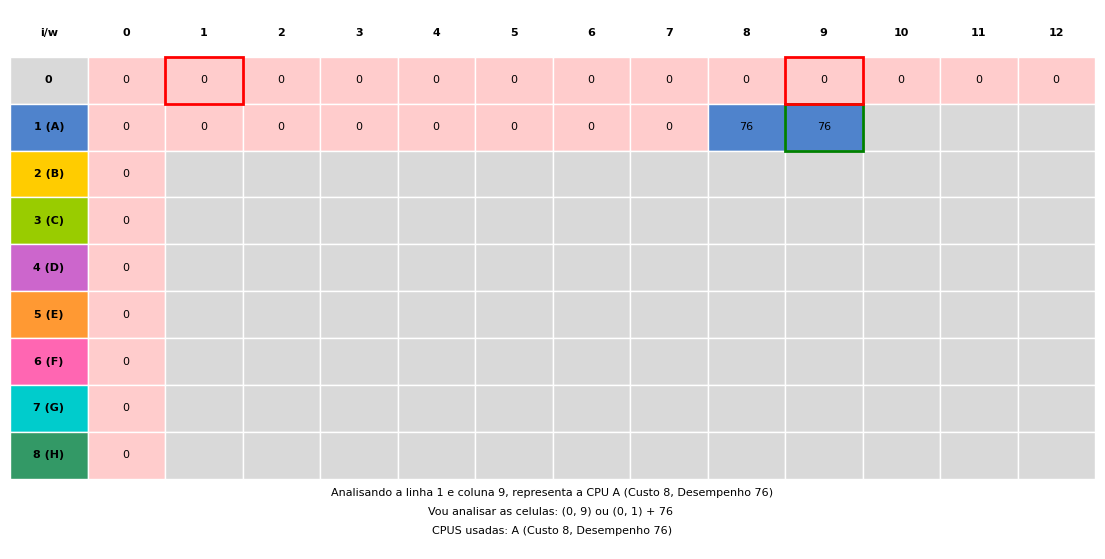 i/w 0 1 2 3 4 5 6 7 8 9 10 11 12
0 0 0 0 0 0 0 0 0 0 0 0 0 0
1 (A) 0 0 0 0 0 0 0 0 76 76
2 (B) 0
3 (C) 0
4 (D) 0
5 (E) 0
6 (F) 0
7 (G) 0
8 (H) 0
Analisando a linha 1 e coluna 9, representa a CPU A (Custo 8, Desempenho 76)
Vou analisar as celulas: (0, 9) ou (0, 1) + 76
CPUS usadas: A (Custo 8, Desempenho 76)